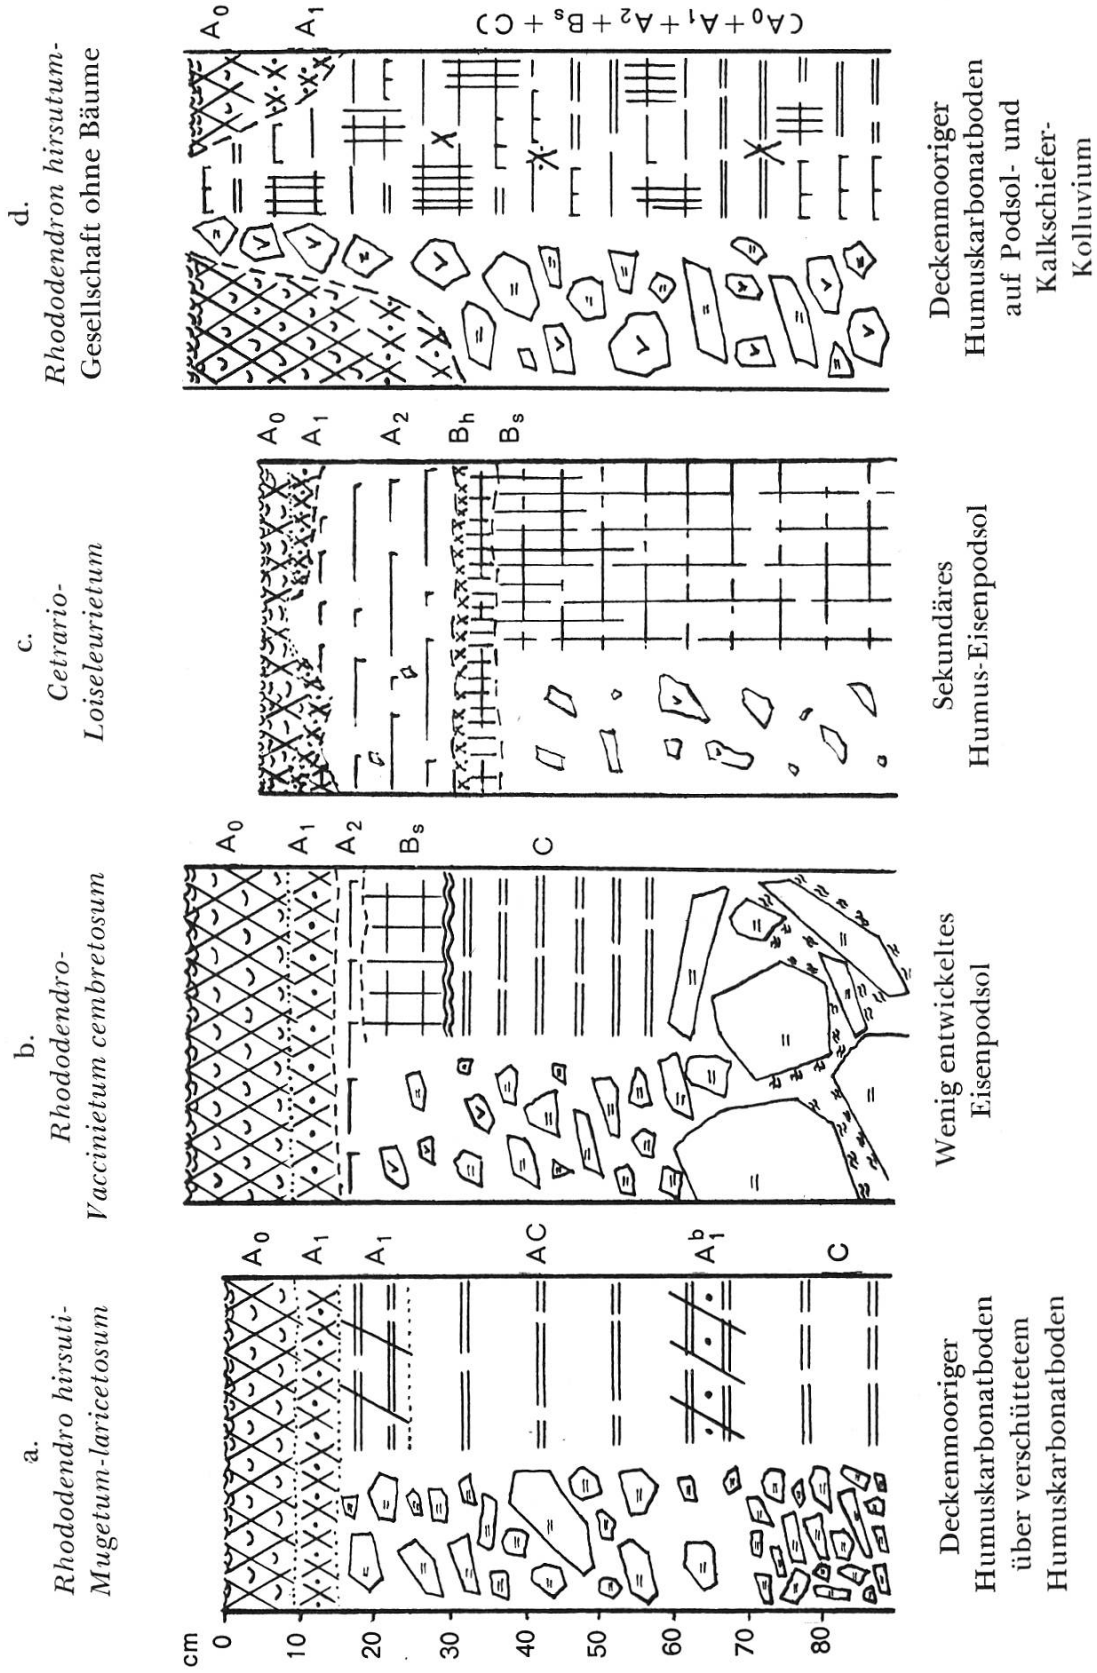 a.
Rhododendro hirsuti-
Mugetum-laricetosum
b.
Rhododendro-
Vaccinietum cembretosum
c.
Cetrario-
Loiseleurietum
d.
Rhododendron hirsutum-
Gesellschaft ohne Bäume
cm
0
10
20
30
40
50
60
70
80
A₀
A₁
A₁
AC
A₁ᵇ
C
A₀
A₁
A₂
Bₛ
C
A₀
A₁
A₂
Bₕ
Bₛ
A₀
A₁
(A₀ + A₁ + A₂ + Bₛ + C)
Deckenmooriger
Humuskarbonatboden
über verschütteten
Humuskarbonatboden
Wenig entwickeltes
Eisenpodsol
Sekundäres
Humus-Eisenpodsol
Deckenmooriger
Humuskarbonatboden
auf Podsol- und
Kalkschiefer-
Kolluvium